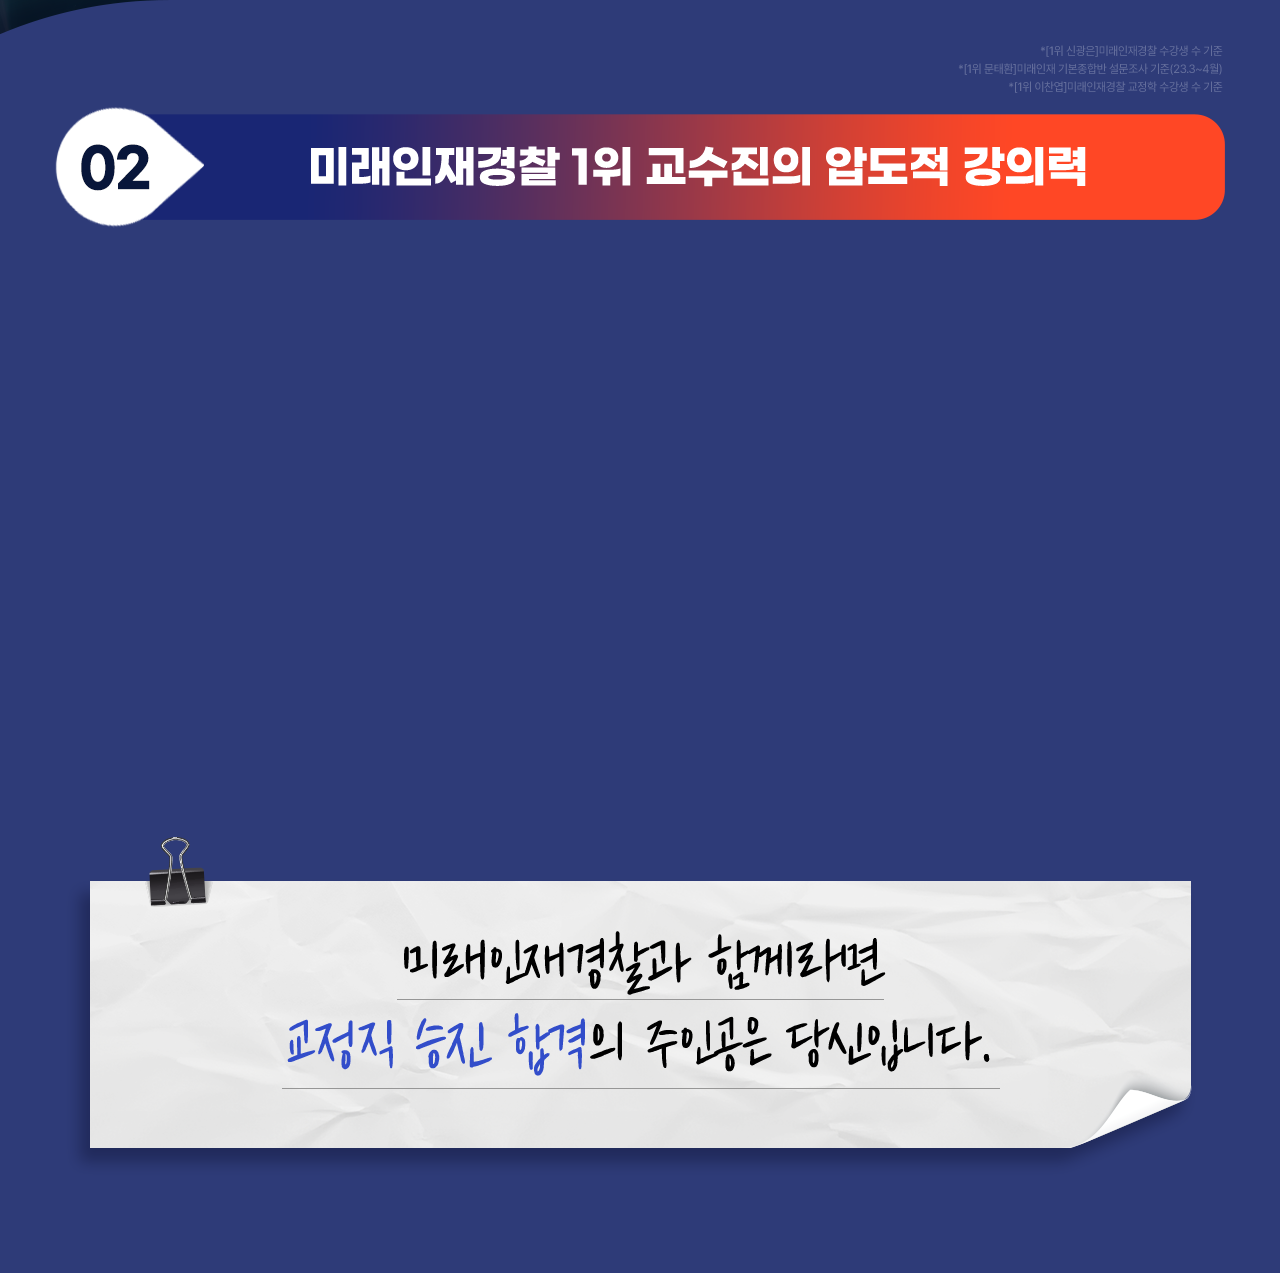 *[1위 신광은]미래인재경찰 수강생 수 기준
*[1위 문태환]미래인재 기본종합반 설문조사 기준(23.3~4월)
*[1위 이찬엽]미래인재경찰 교정학 수강생 수 기준
02
미래인재경찰 1위 교수진의 압도적 강의력
미래인재경찰과 함께라면
교정직 승진 합격의 주인공은 당신입니다.